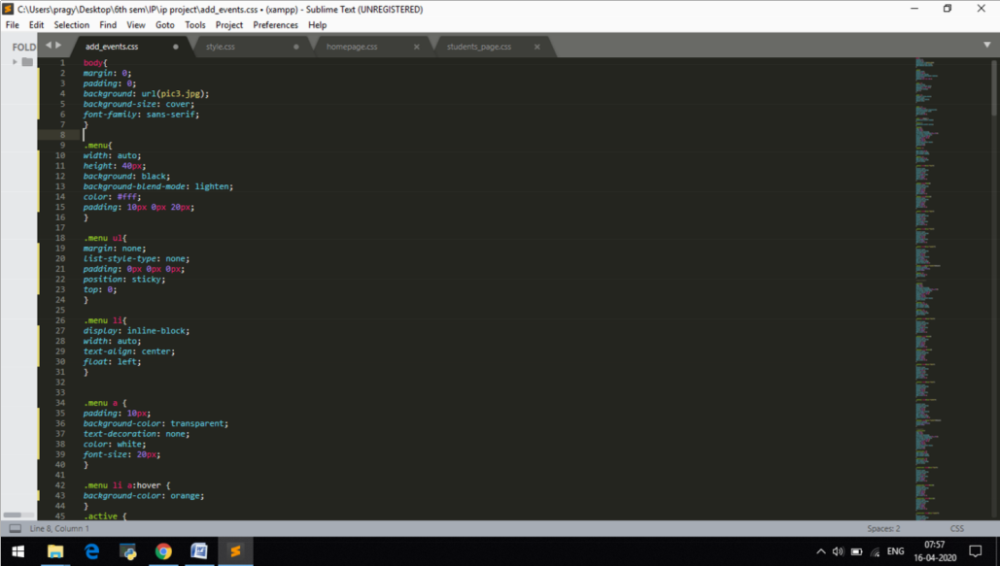 C:\Users\pragy\Desktop\6th sem\IP\ip project\add_events.css • (xampp) - Sublime Text (UNREGISTERED)
File Edit Selection Find View Goto Tools Project Preferences Help
FOLD
add_events.css style.css homepage.css students_page.css
1 body{
2 margin: 0;
3 padding: 0;
4 background: url(pic3.jpg);
5 background-size: cover;
6 font-family: sans-serif;
7 }
8
9 .menu{
10 width: auto;
11 height: 40px;
12 background: black;
13 background-blend-mode: lighten;
14 color: #fff;
15 padding: 10px 0px 20px;
16 }
17
18 .menu ul{
19 margin: none;
20 list-style-type: none;
21 padding: 0px 0px 0px;
22 position: sticky;
23 top: 0;
24 }
25
26 .menu li{
27 display: inline-block;
28 width: auto;
29 text-align: center;
30 float: left;
31 }
32
33
34 .menu a {
35 padding: 10px;
36 background-color: transparent;
37 text-decoration: none;
38 color: white;
39 font-size: 20px;
40 }
41
42 .menu li a:hover {
43 background-color: orange;
44 }
45 .active {
Line 8, Column 1 Spaces: 2 CSS
ENG 07:57
16-04-2020